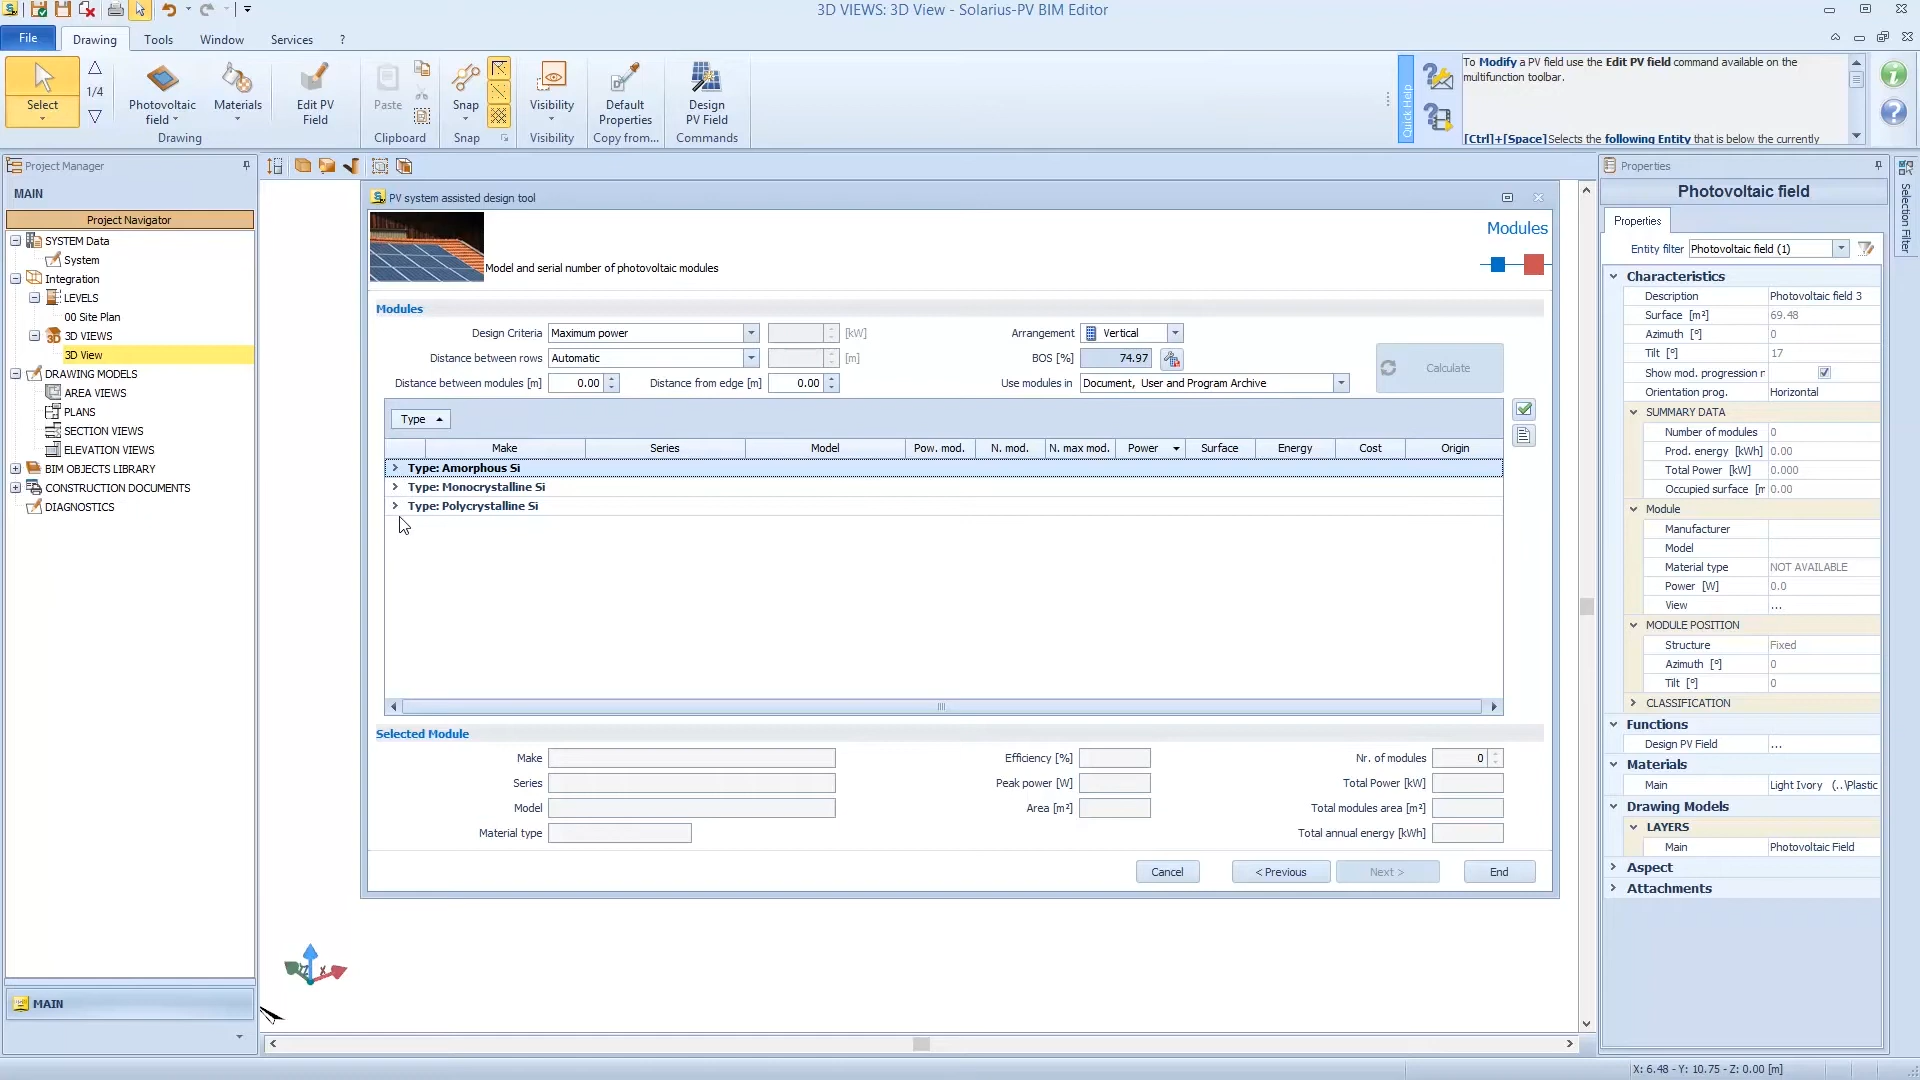 3D VIEWS: 3D View - Solarius-PV BIM Editor
File
Drawing
Tools
Window
Services
?
Select
1/4
Photovoltaic field
Materials
Edit PV Field
Paste
Snap
Visibility
Default Properties
Design PV Field
Drawing
Clipboard
Snap
Visibility
Copy from...
Commands
Quick Help
To Modify a PV field use the Edit PV field command available on the
multifunction toolbar.
[Ctrl]+[Space]Selects the following Entity that is below the currently
Project Manager
MAIN
Project Navigator
SYSTEM Data
System
Integration
LEVELS
00 Site Plan
3D VIEWS
3D View
DRAWING MODELS
AREA VIEWS
PLANS
SECTION VIEWS
ELEVATION VIEWS
BIM OBJECTS LIBRARY
CONSTRUCTION DOCUMENTS
DIAGNOSTICS
MAIN
PV system assisted design tool
Modules
Model and serial number of photovoltaic modules
Modules
Design Criteria Maximum power [kW] Arrangement Vertical
Distance between rows Automatic [m] BOS [%] 74.97
Distance between modules [m] 0.00 Distance from edge [m] 0.00 Use modules in Document, User and Program Archive
Calculate
Type
Make Series Model Pow. mod. N. mod. N. max mod. Power Surface Energy Cost Origin
Type: Amorphous Si
Type: Monocrystalline Si
Type: Polycrystalline Si
Selected Module
Make Efficiency [%] Nr. of modules 0
Series Peak power [W] Total Power [kW]
Model Area [m²] Total modules area [m²]
Material type Total annual energy [kWh]
Cancel < Previous Next > End
Properties
Photovoltaic field
Properties
Entity filter Photovoltaic field (1)
Characteristics
Description Photovoltaic field 3
Surface [m²] 69.48
Azimuth [º] 0
Tilt [º] 17
Show mod. progression r
Orientation prog. Horizontal
SUMMARY DATA
Number of modules 0
Prod. energy [kWh] 0.00
Total Power [kW] 0.000
Occupied surface [m 0.00
Module
Manufacturer
Model
Material type NOT AVAILABLE
Power [W] 0.0
View ...
MODULE POSITION
Structure Fixed
Azimuth [º] 0
Tilt [º] 0
CLASSIFICATION
Functions
Design PV Field ...
Materials
Main Light Ivory (..\Plastic
Drawing Models
LAYERS
Main Photovoltaic Field
Aspect
Attachments
Selection Filter
X: 6.48 - Y: 10.75 - Z: 0.00 [m]